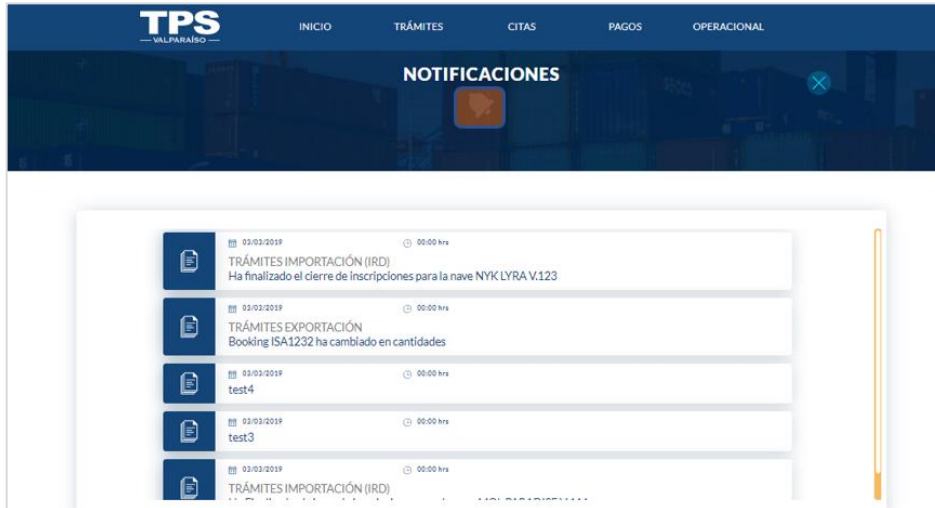 TPS
VALPARAÍSO
INICIO
TRÁMITES
CITAS
PAGOS
OPERACIONAL
NOTIFICACIONES
03/03/2019 00:00 hrs
TRÁMITES IMPORTACIÓN (IRD)
Ha finalizado el cierre de inscripciones para la nave NYK LYRA V.123
03/03/2019 00:00 hrs
TRÁMITES EXPORTACIÓN
Booking ISA1232 ha cambiado en cantidades
03/03/2019 00:00 hrs
test4
03/03/2019 00:00 hrs
test3
03/03/2019 00:00 hrs
TRÁMITES IMPORTACIÓN (IRD)